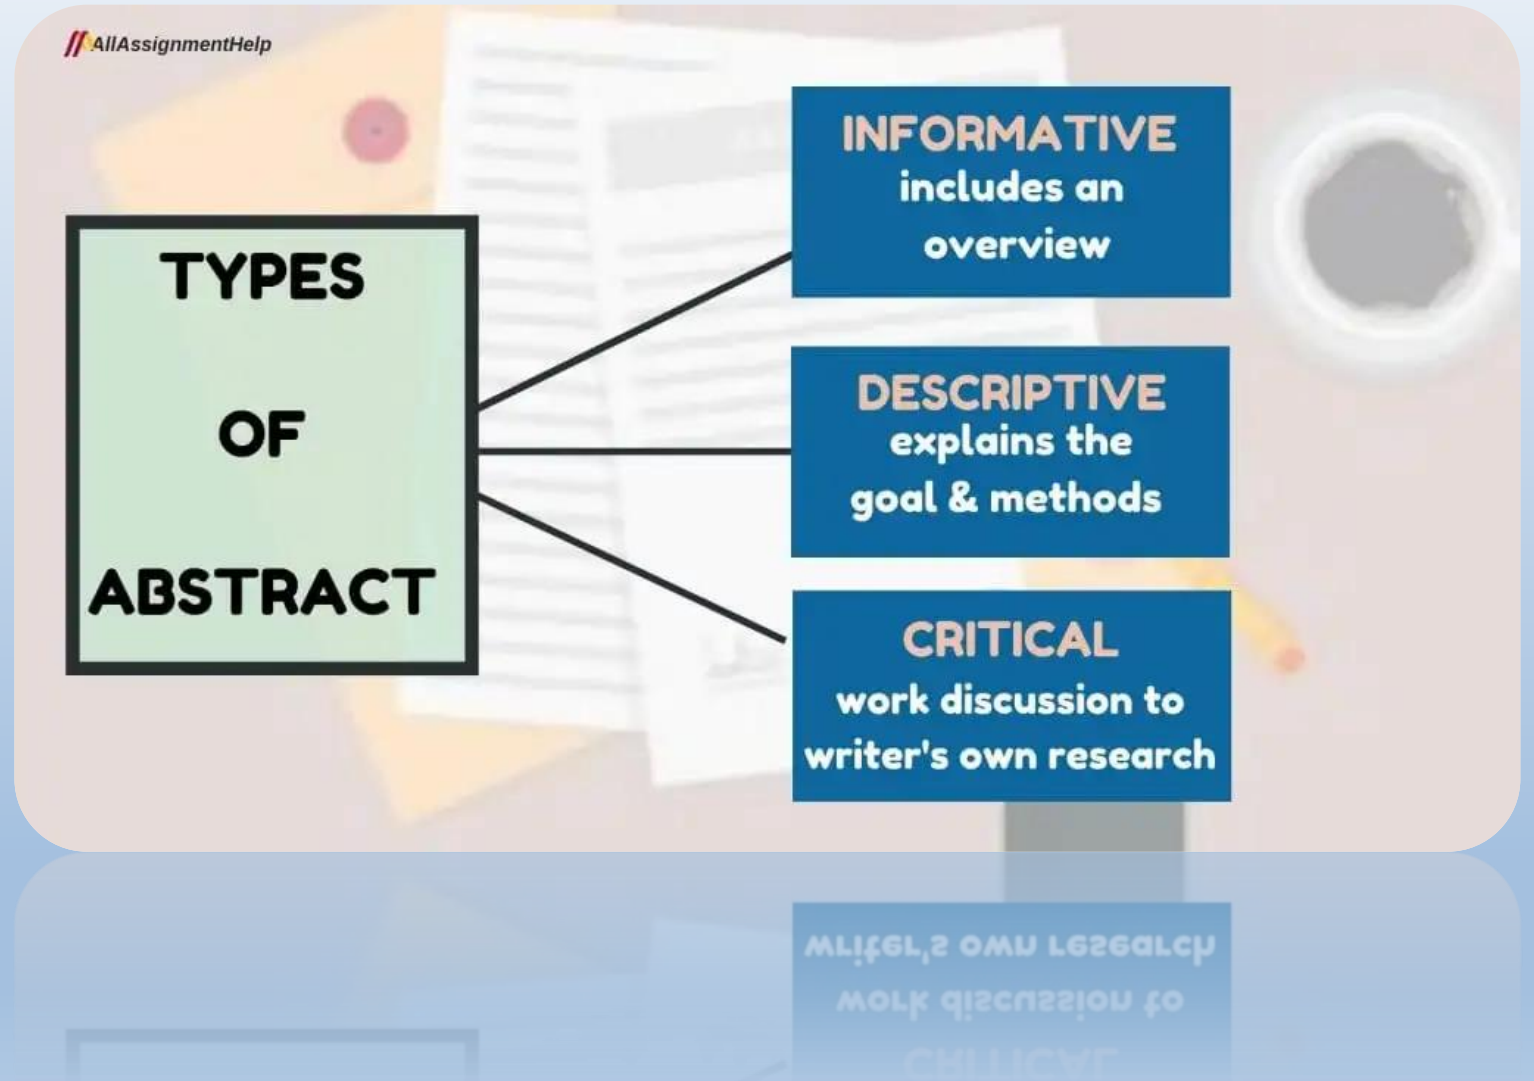 AllAssignmentHelp
TYPES
OF
ABSTRACT
INFORMATIVE
includes an
overview
DESCRIPTIVE
explains the
goal & methods
CRITICAL
work discussion to
writer's own research